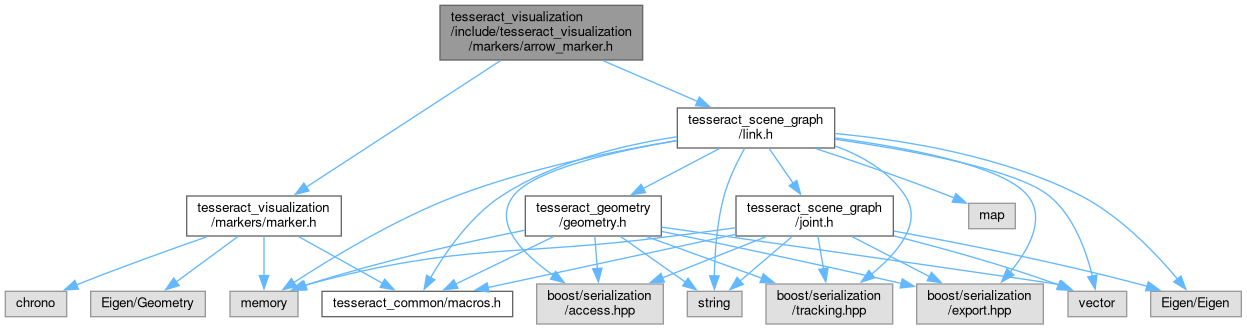 tesseract_visualization
/include/tesseract_visualization
/markers/arrow_marker.h
tesseract_scene_graph
/link.h
tesseract_visualization
/markers/marker.h
tesseract_geometry
/geometry.h
tesseract_scene_graph
/joint.h
map
chrono
Eigen/Geometry
memory
tesseract_common/macros.h
boost/serialization
/access.hpp
string
boost/serialization
/tracking.hpp
boost/serialization
/export.hpp
vector
Eigen/Eigen